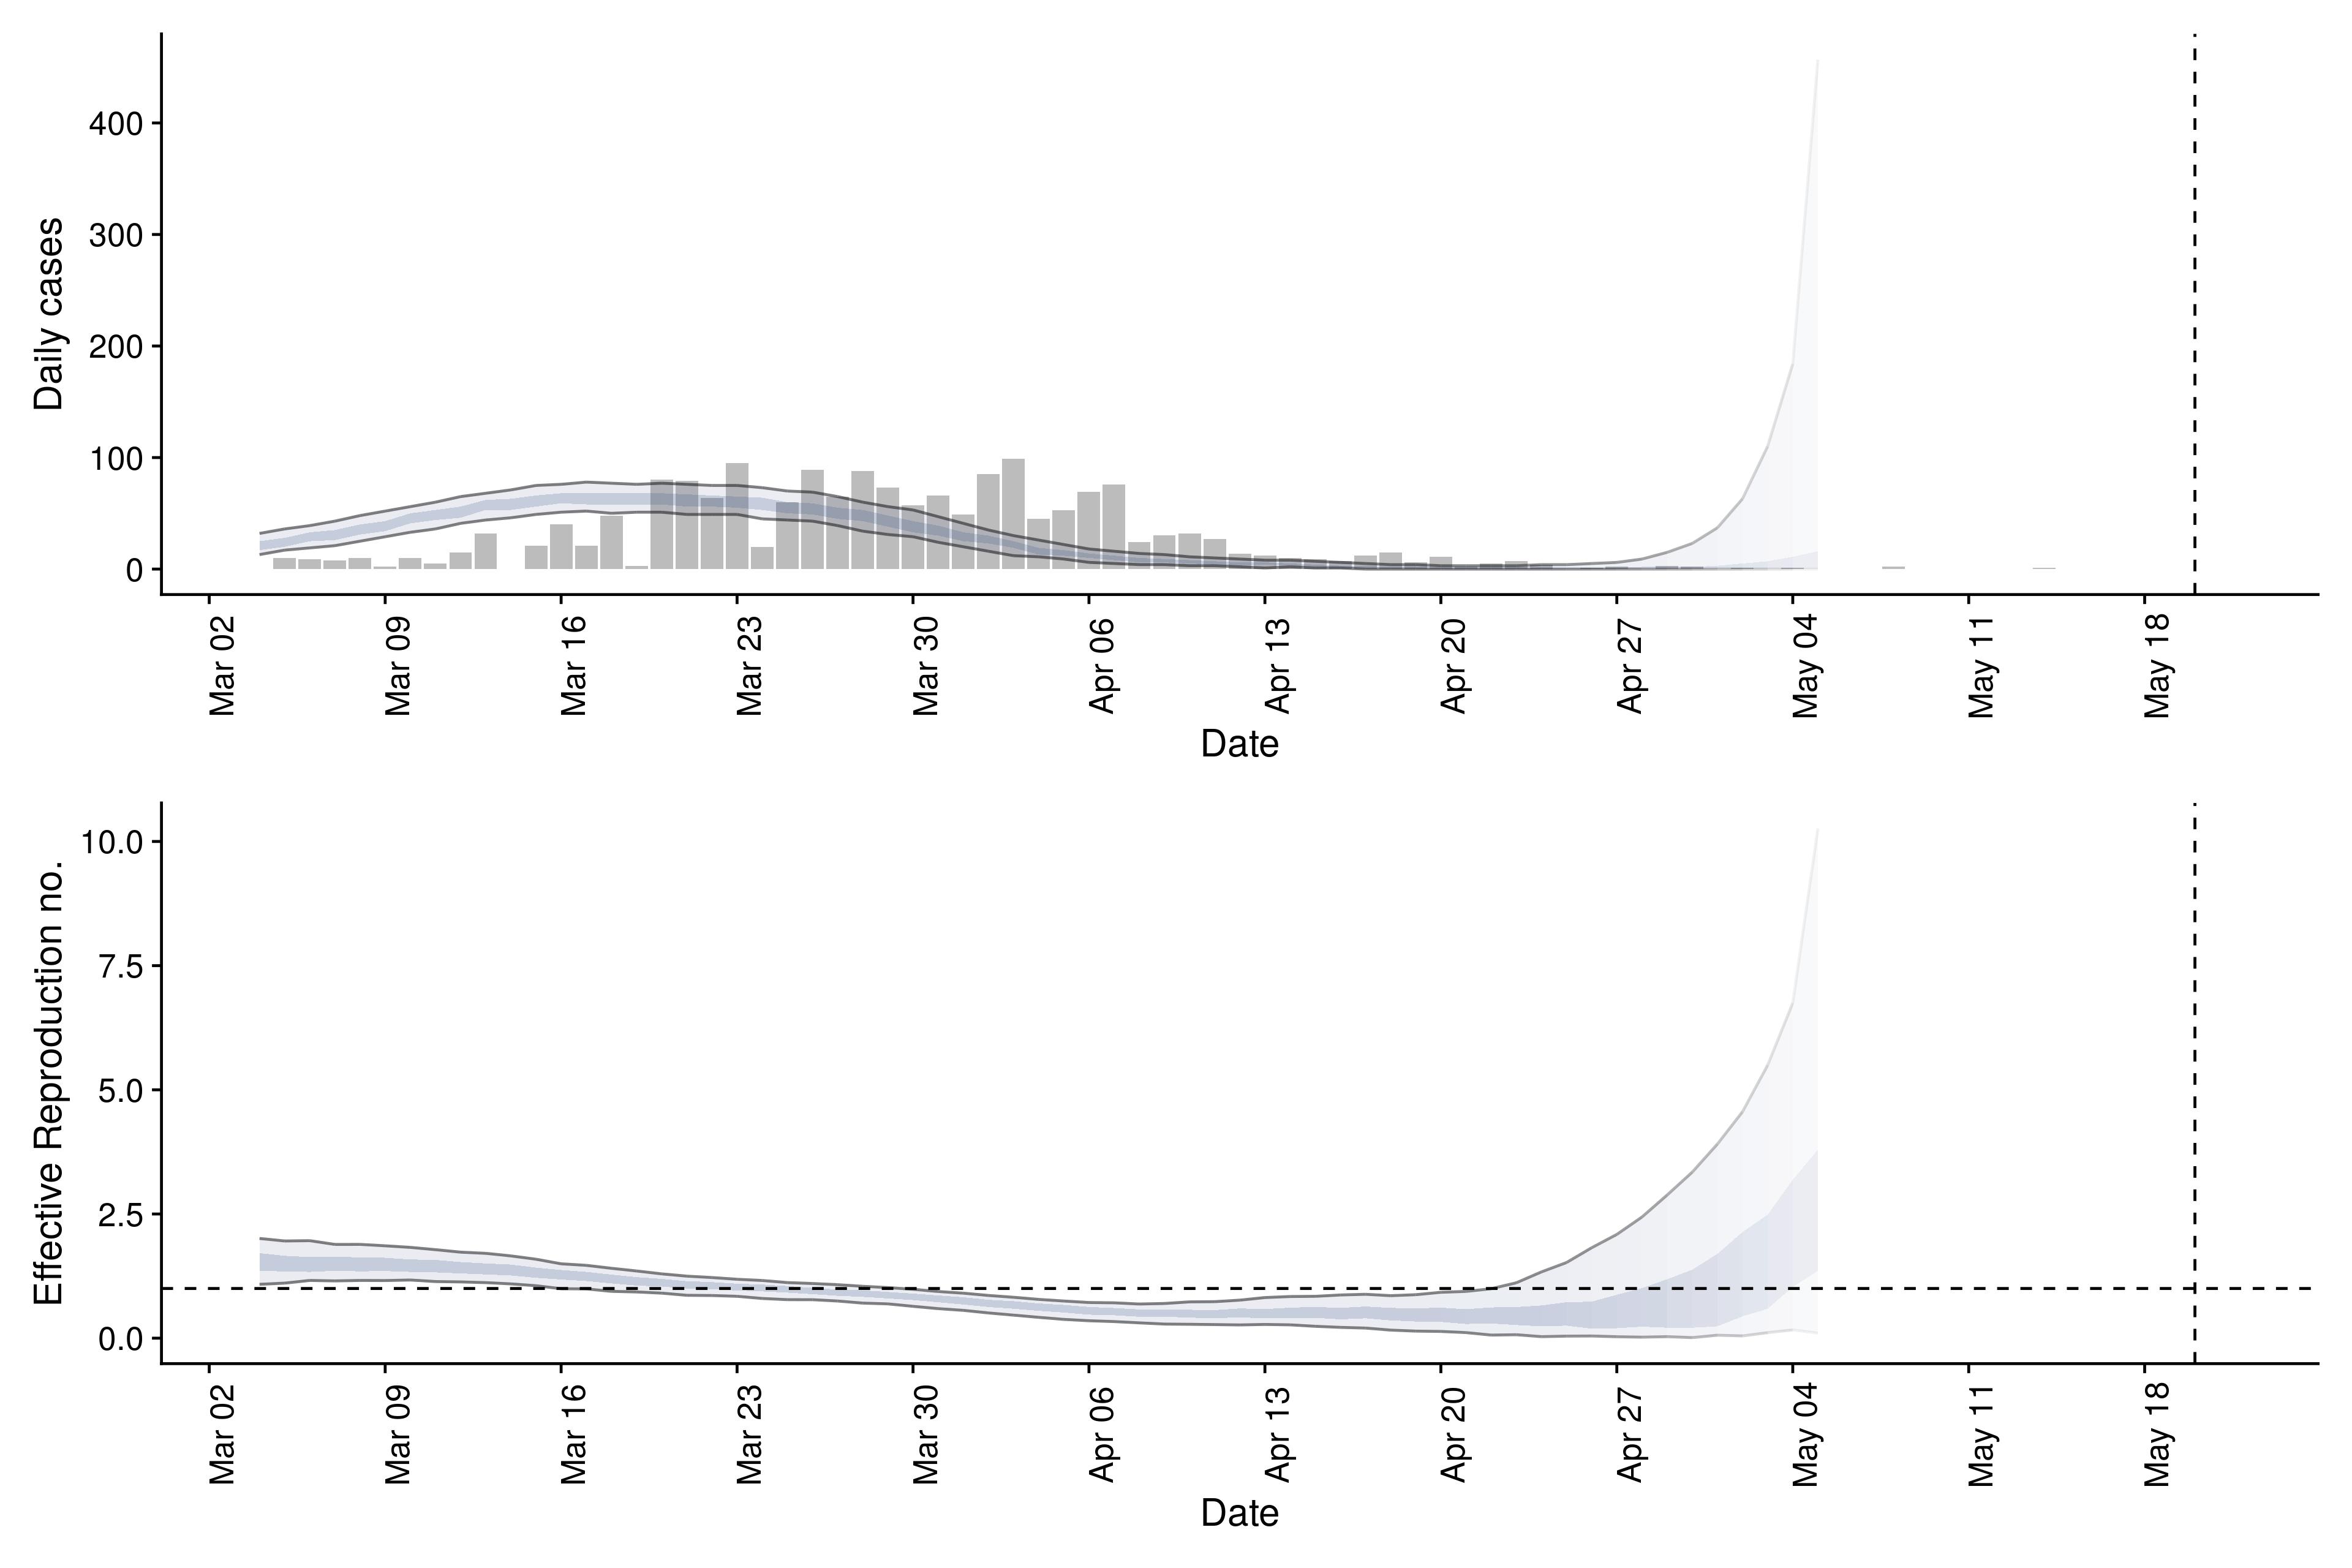 Daily cases
400
300
200
100
0
Mar 02
Mar 09
Mar 16
Mar 23
Mar 30
Apr 06
Apr 13
Apr 20
Apr 27
May 04
May 11
May 18
Date
Effective Reproduction no.
10.0
7.5
5.0
2.5
0.0
Mar 02
Mar 09
Mar 16
Mar 23
Mar 30
Apr 06
Apr 13
Apr 20
Apr 27
May 04
May 11
May 18
Date